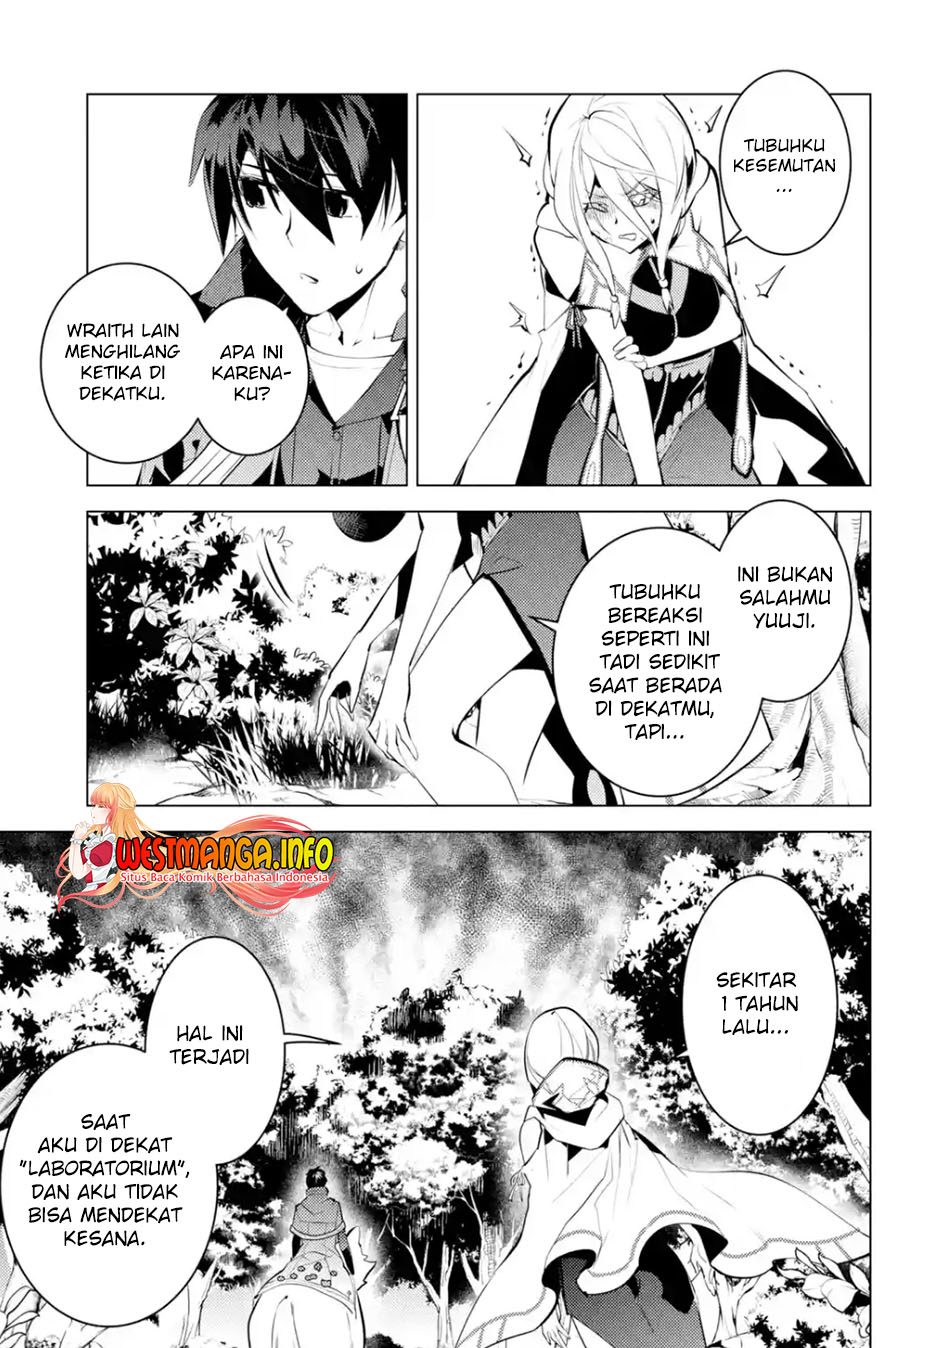 TUBUHKU
KESEMUTAN
...
APA INI
KARENA-
KU?
WRAITH LAIN
MENGHILANG
KETIKA DI
DEKATKU.
INI BUKAN
SALAHMU
YUUJI.
TUBUHKU
BEREAKSI
SEPERTI INI
TADI SEDIKIT
SAAT BERADA
DI DEKATMU,
TAPI...
WESTMANGA.INFO
Situs Baca Komik Berbahasa Indonesia
SEKITAR
1 TAHUN
LALU...
HAL INI
TERJADI
SAAT
AKU DI DEKAT
"LABORATORIUM",
DAN AKU TIDAK
BISA MENDEKAT
KESANA.